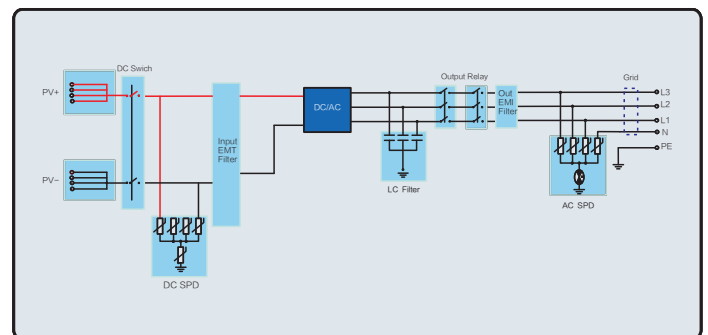 DC Swich
PV+
PV−
DC SPD
Input
EMT
Filter
DC/AC
LC Filter
Output Relay
Out
EMI
Filter
Grid
L3
L2
L1
N
PE
AC SPD